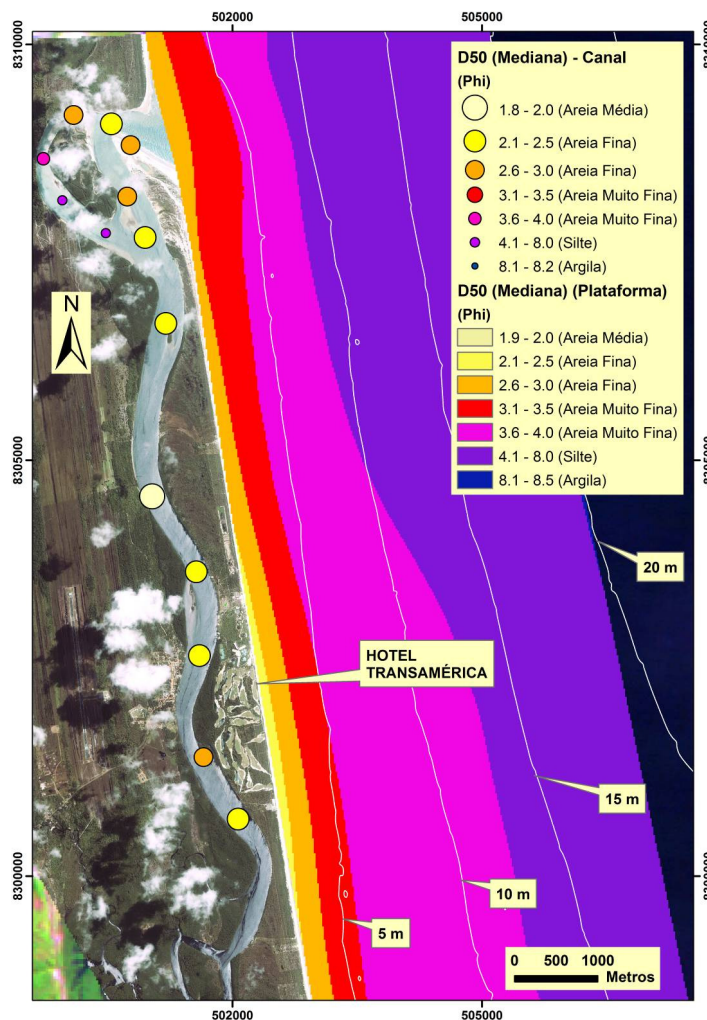 502000
505000
8310000
8310000
D50 (Mediana) - Canal
(Phi)
1.8 - 2.0 (Areia Média)
2.1 - 2.5 (Areia Fina)
2.6 - 3.0 (Areia Fina)
3.1 - 3.5 (Areia Muito Fina)
3.6 - 4.0 (Areia Muito Fina)
4.1 - 8.0 (Silte)
8.1 - 8.2 (Argila)
D50 (Mediana) (Plataforma)
(Phi)
1.9 - 2.0 (Areia Média)
2.1 - 2.5 (Areia Fina)
2.6 - 3.0 (Areia Fina)
3.1 - 3.5 (Areia Muito Fina)
3.6 - 4.0 (Areia Muito Fina)
4.1 - 8.0 (Silte)
8.1 - 8.5 (Argila)
N
8305000
8305000
20 m
HOTEL
TRANSAMÉRICA
15 m
8300000
8300000
10 m
5 m
0 500 1000
Metros
502000
505000